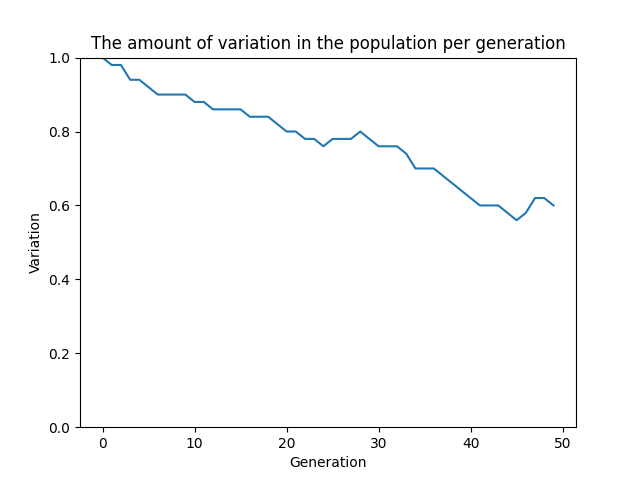 The amount of variation in the population per generation
1.0
0.8
0.6
0.4
0.2
0.0
Variation
0 10 20 30 40 50
Generation